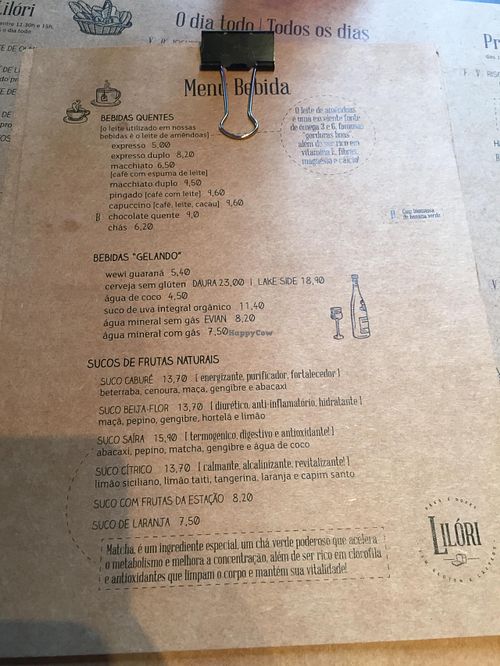 Lilóri
O dia todo | Todos os dias
Menu Bebida
BEBIDAS QUENTES
[o leite utilizado em nossas
bebidas é o leite de amêndoas]
expresso 5,00
expresso duplo 8,20
macchiato 6,50
[café com espuma de leite]
macchiato duplo 9,50
pingado [café com leite] 9,60
capuccino [café, leite, cacau] 9,60
B chocolate quente 9,0
chás 6,20
O leite de amêndoas
é uma excelente fonte
de ômega 3 e 6, famosas
gorduras boas
além de ser rico em
vitamina E, fibras,
magnésio e cálcio!
B Com biomassa
de banana verde
BEBIDAS "GELANDO"
wewi guaraná 5,40
cerveja sem glúten DAURA 23,00 | LAKE SIDE 18,90
água de coco 4,50
suco de uva integral orgânico 11,40
água mineral sem gás EVIAN 8,20
água mineral com gás 7,50
HappyCow
SUCOS DE FRUTAS NATURAIS
SUCO CABURÉ 13,70 [ energizante, purificador, fortalecedor ]
beterraba, cenoura, maça, gengibre e abacaxi
SUCO BEIJA-FLOR 13,70 [ diurético, anti-inflamatório, hidratante ]
maçã, pepino, gengibre, hortelã e limão
SUCO SAÍRA 15,90 [ termogenico, digestivo e antioxidante! ]
abacaxi, pepino, matcha, gengibre e água de coco
SUCO CÍTRICO 13,70 [ calmante, alcalinizante, revitalizante! ]
limão siciliano, limão taiti, tangerina, laranja e capim santo
SUCO COM FRUTAS DA ESTAÇÃO 8,20
SUCO DE LARANJA 7,50
Matcha, é um ingrediente especial, um chá verde poderoso que acelera
o metabolismo e melhora a concentração, além de ser rico em clorofila
e antioxidantes que limpam o corpo e mantém sua vitalidade!
LILÓRI